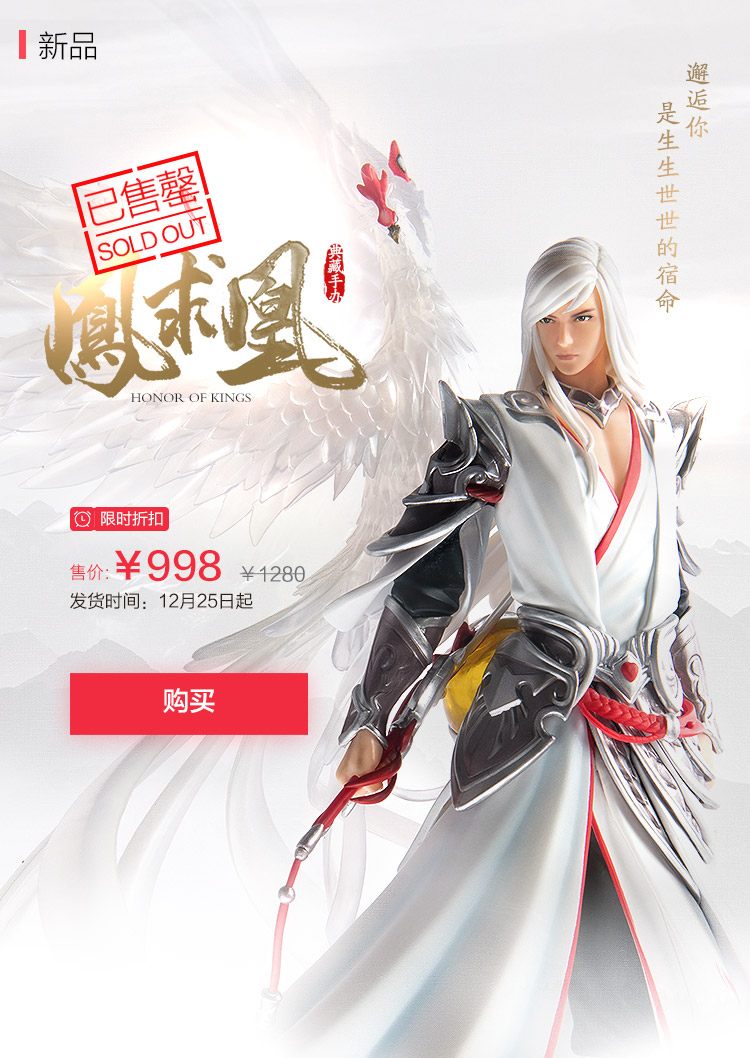 新品
邂逅你
是生生世世的宿命
已售罄
SOLD OUT
鳳求凰
典藏手办
HONOR OF KINGS
限时折扣
售价:￥998 ￥1280
发货时间：12月25日起
购买